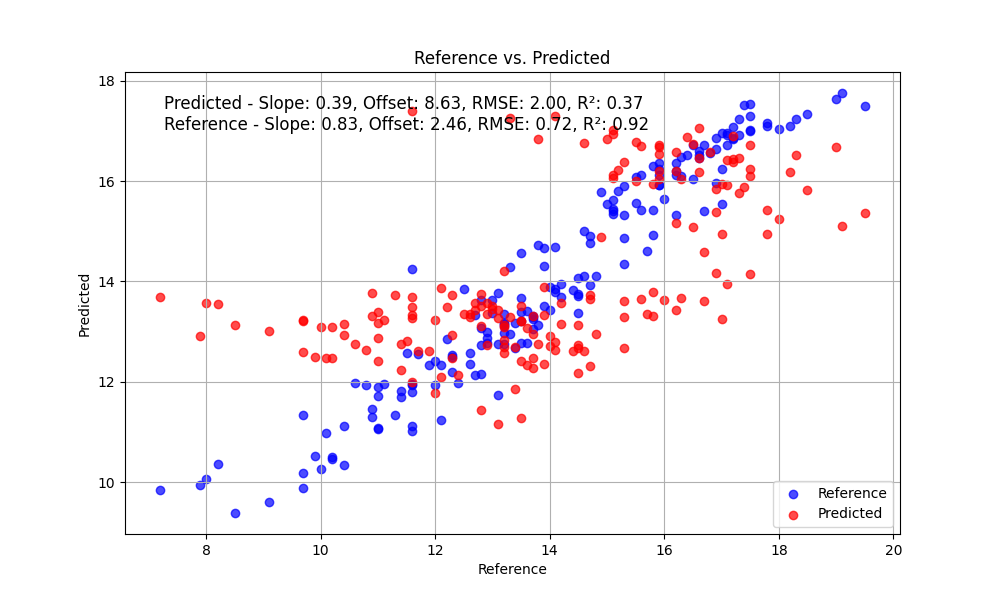 Reference vs. Predicted
Predicted - Slope: 0.39, Offset: 8.63, RMSE: 2.00, R²: 0.37
Reference - Slope: 0.83, Offset: 2.46, RMSE: 0.72, R²: 0.92
18
16
14
12
10
Predicted
Reference
Predicted
8
10
12
14
16
18
20
Reference